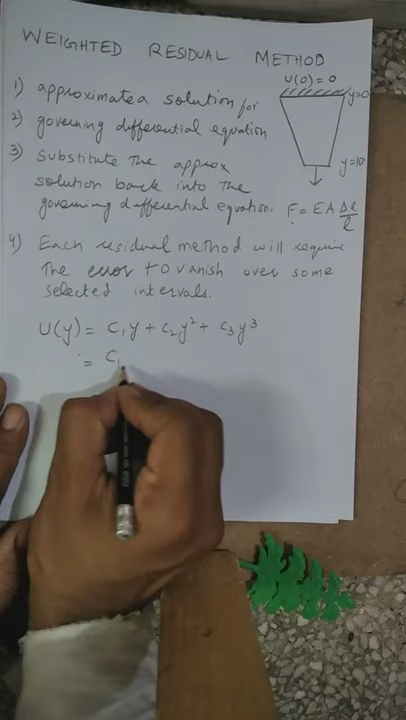 WEIGHTED RESIDUAL METHOD
U(0) = 0
1) approximate a solution for
y=0
2) governing differential equation
3) Substitute the approx
y=10
solution back into the
governing differential equation.
F = EA Δl/l
4) Each residual method will require
the error to vanish over some
selected intervals.
U(y) = C₁y + C₂y² + C₃y³
= C₁